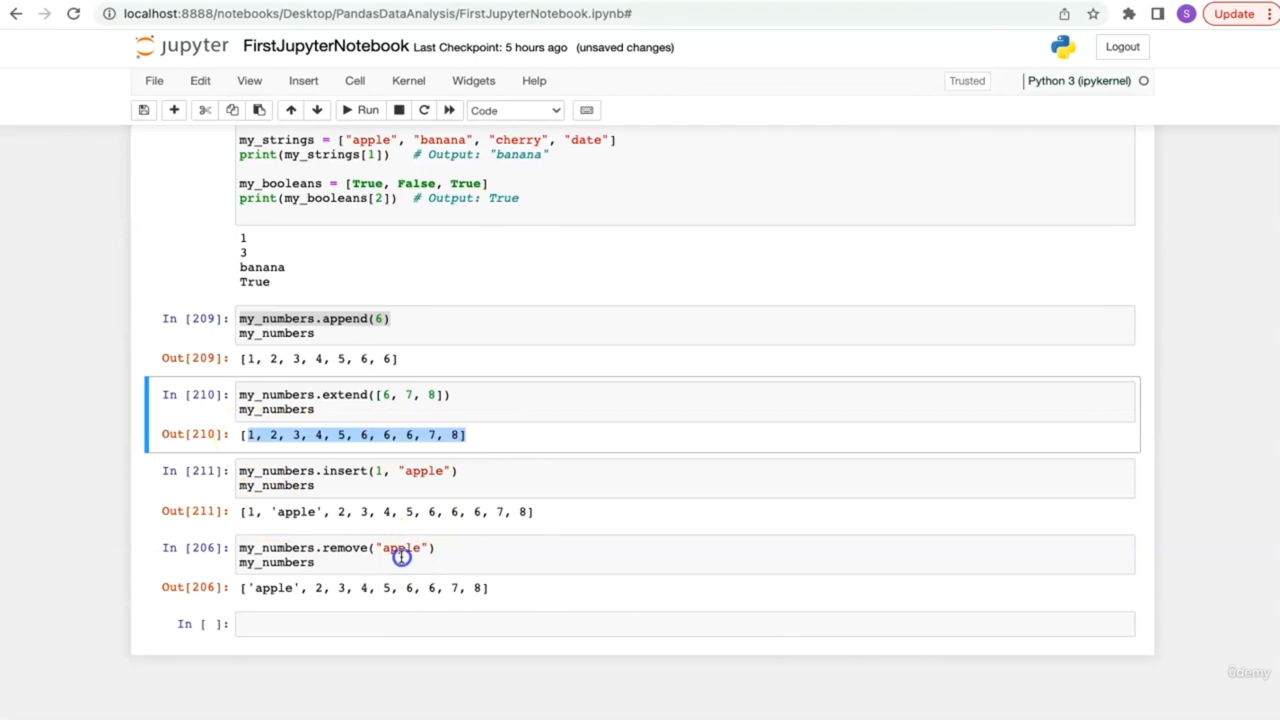 localhost:8888/notebooks/Desktop/PandasDataAnalysis/FirstJupyterNotebook.ipynb#
S
Update
jupyter FirstJupyterNotebook Last Checkpoint: 5 hours ago (unsaved changes)
Logout
File Edit View Insert Cell Kernel Widgets Help
Trusted
Python 3 (ipykernel)
Run
Code
my_strings = ["apple", "banana", "cherry", "date"]
print(my_strings[1]) # Output: "banana"
my_booleans = [True, False, True]
print(my_booleans[2]) # Output: True
1
3
banana
True
In [209]: my_numbers.append(6)
my_numbers
Out[209]: [1, 2, 3, 4, 5, 6, 6]
In [210]: my_numbers.extend([6, 7, 8])
my_numbers
Out[210]: [1, 2, 3, 4, 5, 6, 6, 6, 7, 8]
In [211]: my_numbers.insert(1, "apple")
my_numbers
Out[211]: [1, 'apple', 2, 3, 4, 5, 6, 6, 6, 7, 8]
In [206]: my_numbers.remove("apple")
my_numbers
Out[206]: ['apple', 2, 3, 4, 5, 6, 6, 7, 8]
In [ ]:
ûdemy